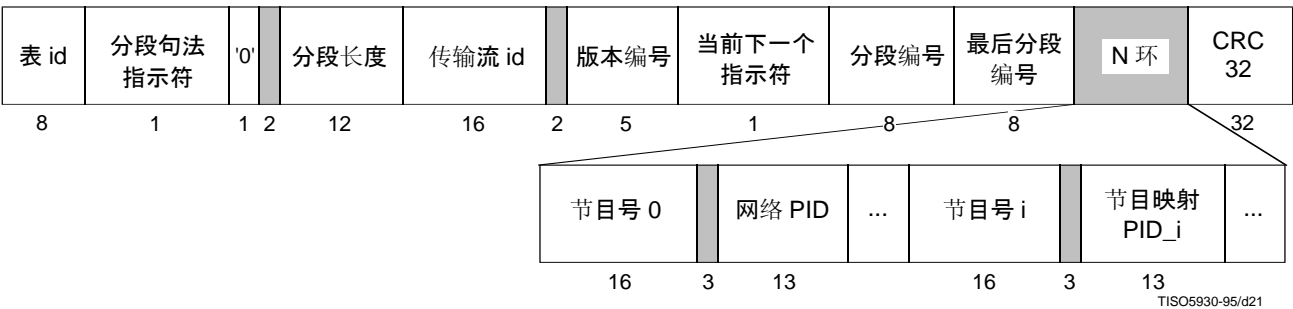 表 id
分段句法
指示符
'0'
分段长度
传输流 id
版本编号
当前下一个
指示符
分段编号
最后分段
编号
N 环
CRC
32
8 1 1 2 12 16 2 5 1 8 8 32
节目号 0
网络 PID
...
节目号 i
节目映射
PID_i
...
16 3 13 16 3 13
TISO5930-95/d21